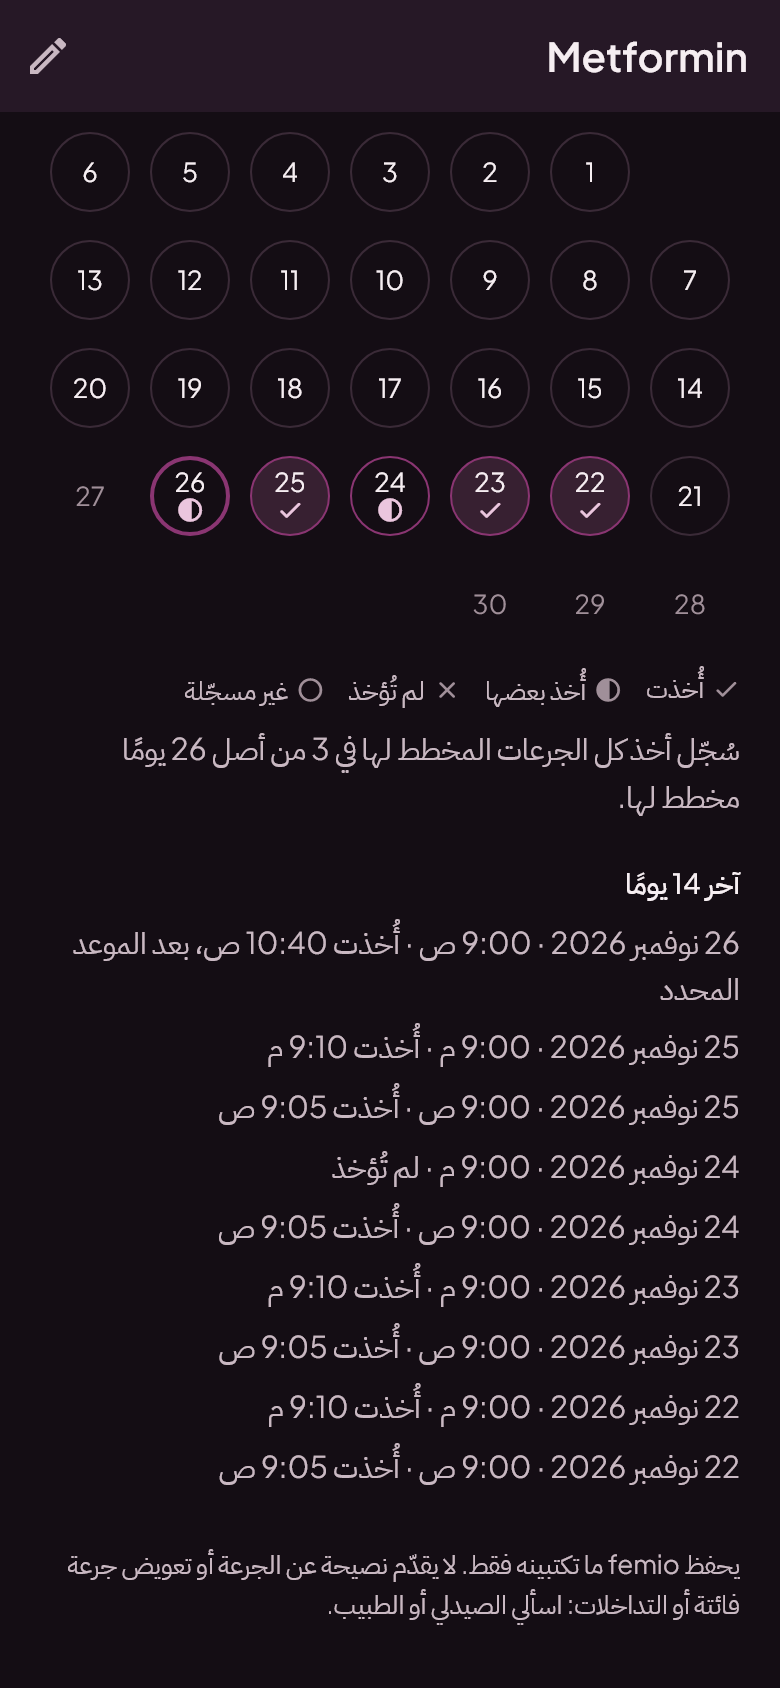 Metformin
1 2 3 4 5 6
7 8 9 10 11 12 13
14 15 16 17 18 19 20
21 22 23 24 25 26 27
28 29 30
أُخذت أُخذ بعضها لم تُؤخذ غير مسجّلة
سُجّل أخذ كل الجرعات المخطط لها في 3 من أصل 26 يومًا
مخطط لها.
آخر 14 يومًا
26 نوفمبر 2026 · 9:00 ص · أُخذت 10:40 ص، بعد الموعد
المحدد
25 نوفمبر 2026 · 9:00 م · أُخذت 9:10 م
25 نوفمبر 2026 · 9:00 ص · أُخذت 9:05 ص
24 نوفمبر 2026 · 9:00 م · لم تُؤخذ
24 نوفمبر 2026 · 9:00 ص · أُخذت 9:05 ص
23 نوفمبر 2026 · 9:00 م · أُخذت 9:10 م
23 نوفمبر 2026 · 9:00 ص · أُخذت 9:05 ص
22 نوفمبر 2026 · 9:00 م · أُخذت 9:10 م
22 نوفمبر 2026 · 9:00 ص · أُخذت 9:05 ص
يحفظ femio ما تكتبينه فقط. لا يقدّم نصيحة عن الجرعة أو تعويض جرعة
فائتة أو التداخلات: اسألي الصيدلي أو الطبيب.